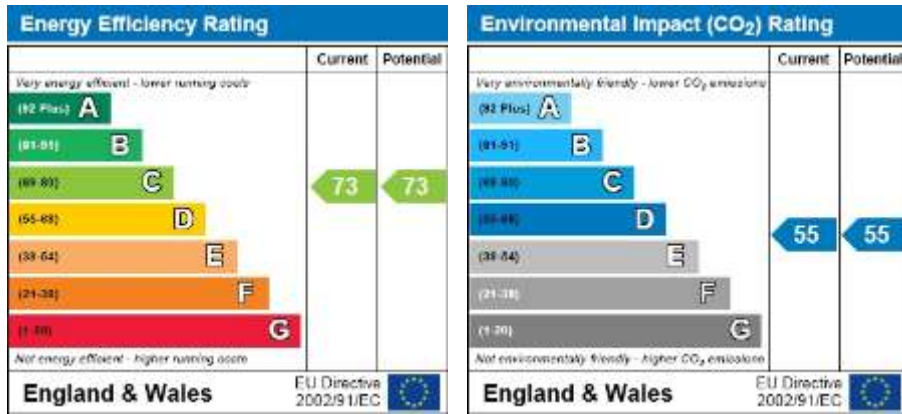 Energy Efficiency Rating
Current Potential
Very energy efficient - lower running costs
(92 Plus) A
(81-91) B
(69-80) C
73 73
(55-68) D
(39-54) E
(21-38) F
(1-20) G
Not energy efficient - higher running costs
England & Wales
EU Directive
2002/91/EC
Environmental Impact (CO₂) Rating
Current Potential
Very environmentally friendly - lower CO₂ emissions
(92 Plus) A
(81-91) B
(69-80) C
(55-68) D
55 55
(39-54) E
(21-38) F
(1-20) G
Not environmentally friendly - higher CO₂ emissions
England & Wales
EU Directive
2002/91/EC